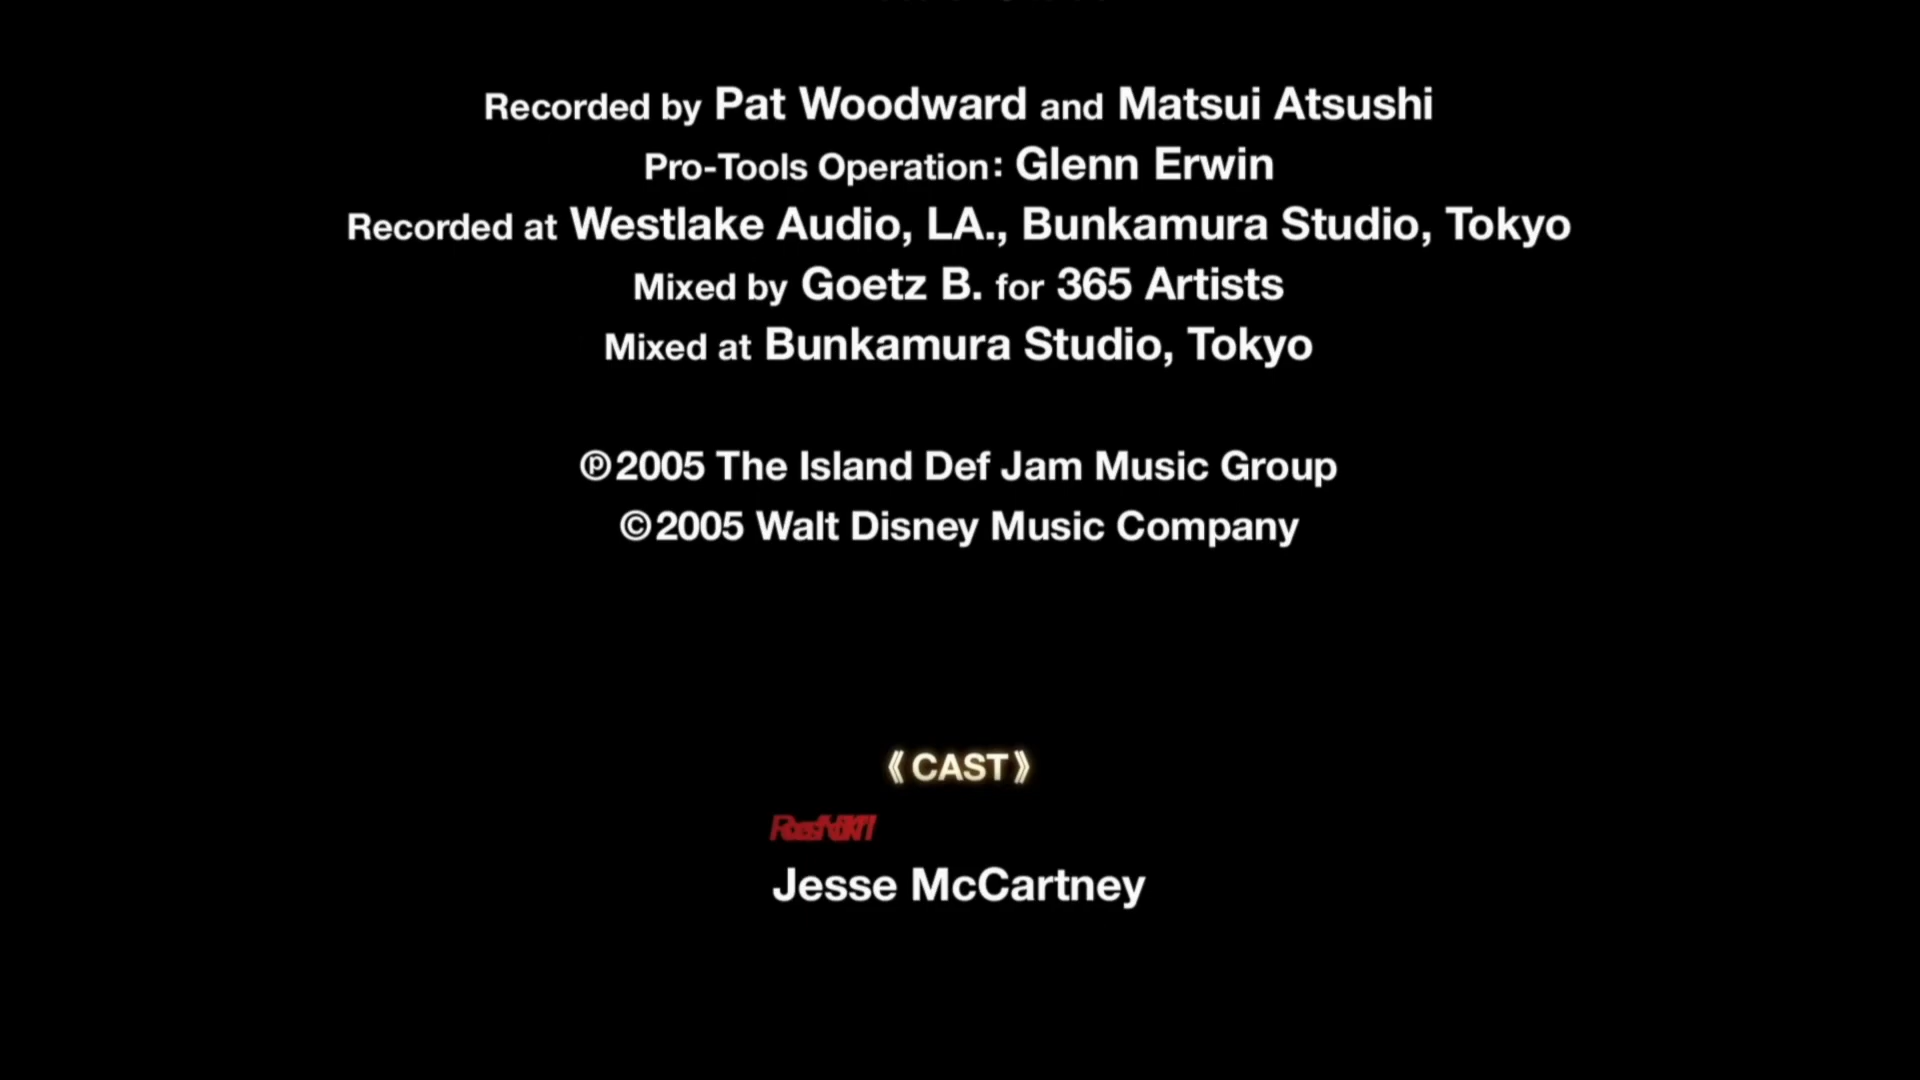 Recorded by Pat Woodward and Matsui Atsushi
Pro-Tools Operation: Glenn Erwin
Recorded at Westlake Audio, LA., Bunkamura Studio, Tokyo
Mixed by Goetz B. for 365 Artists
Mixed at Bunkamura Studio, Tokyo
℗2005 The Island Def Jam Music Group
©2005 Walt Disney Music Company
《CAST》
Jesse McCartney